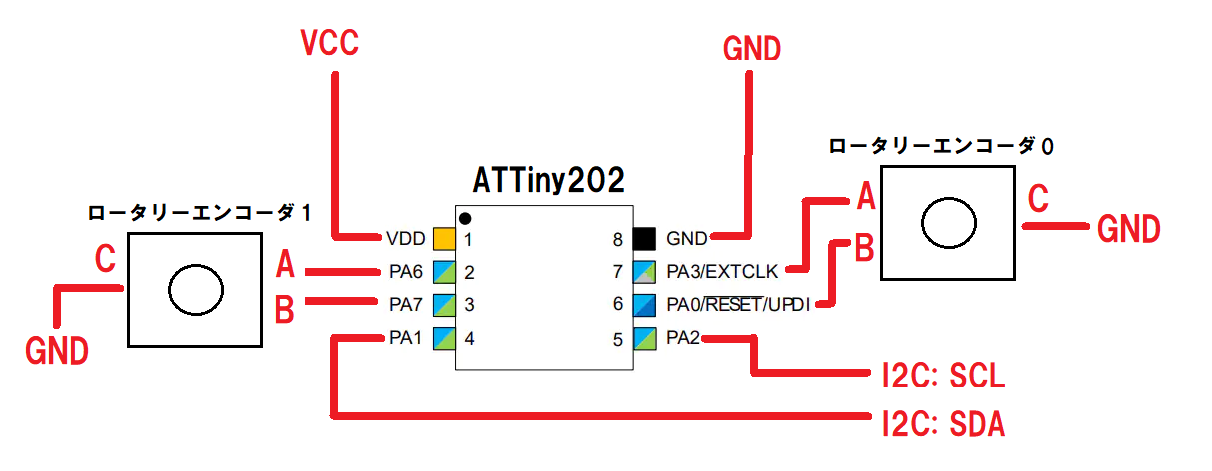 VCC
GND
ロータリーエンコーダ0
ATTiny202
A
C
GND
B
ロータリーエンコーダ1
C
A
B
GND
VDD
1
8
GND
PA6
2
7
PA3/EXTCLK
PA7
3
6
PA0/RESET/UPDI
PA1
4
5
PA2
I2C: SCL
I2C: SDA